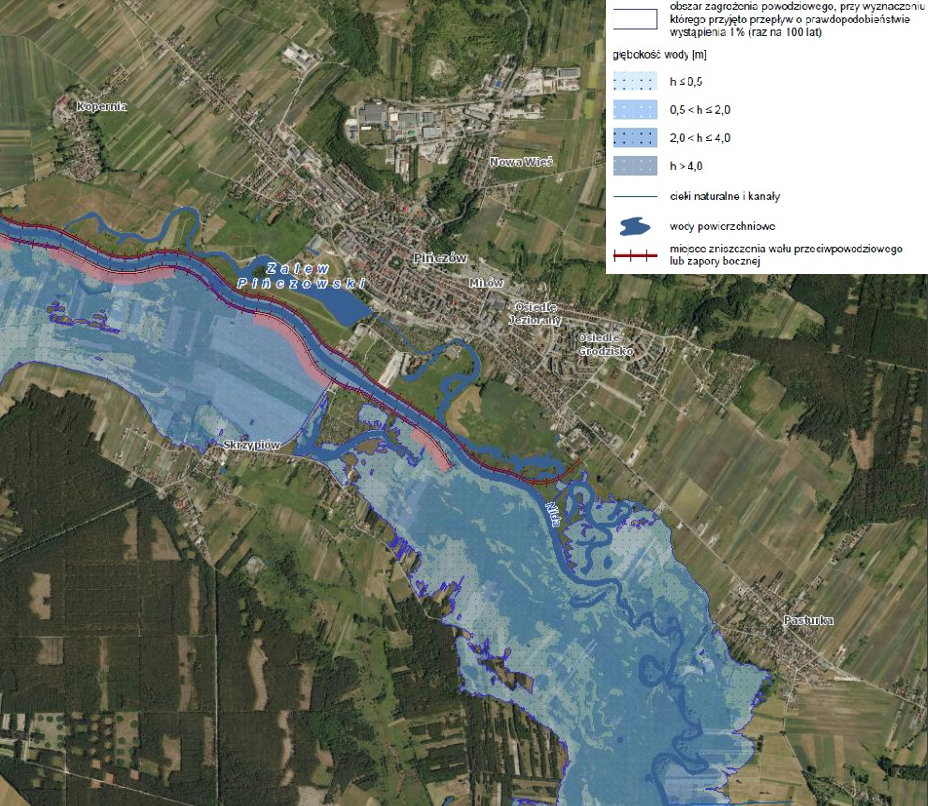 obszar zagrożenia powodziowego, przy wyznaczeniu
którego przyjęto przepływ o prawdopodobieństwie
wystąpienia 1% (raz na 100 lat)
głębokość wody [m]
h ≤ 0,5
0,5 < h ≤ 2,0
2,0 < h ≤ 4,0
h > 4,0
cieki naturalne i kanały
wody powierzchniowe
miejsce zniszczenia wału przeciwpowodziowego
lub zapory bocznej
Kopernia
Nowa Wieś
Pińczów
Zalew
Pińczowski
Mirów
Osiedle
Jeziorany
Osiedle
Grodzisko
Skrzypiów
Nida
Pasturka